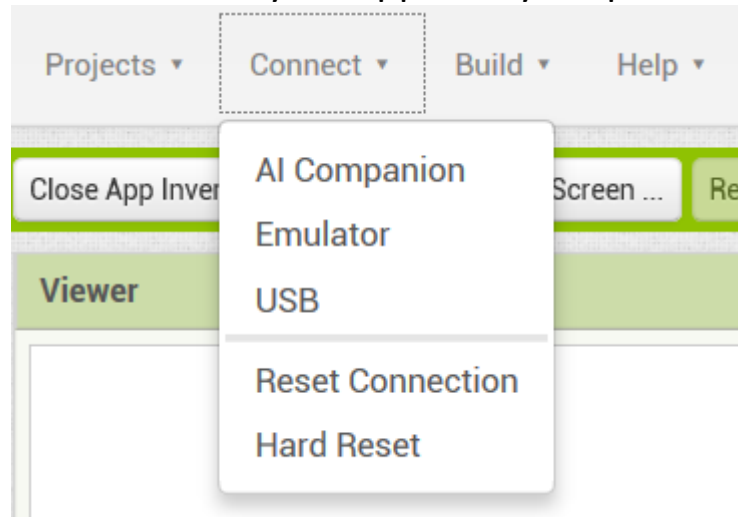 Projects ▾ Connect ▾ Build ▾ Help ▾
AI Companion
Close App Inver Screen ... Re
Emulator
Viewer
USB
Reset Connection
Hard Reset